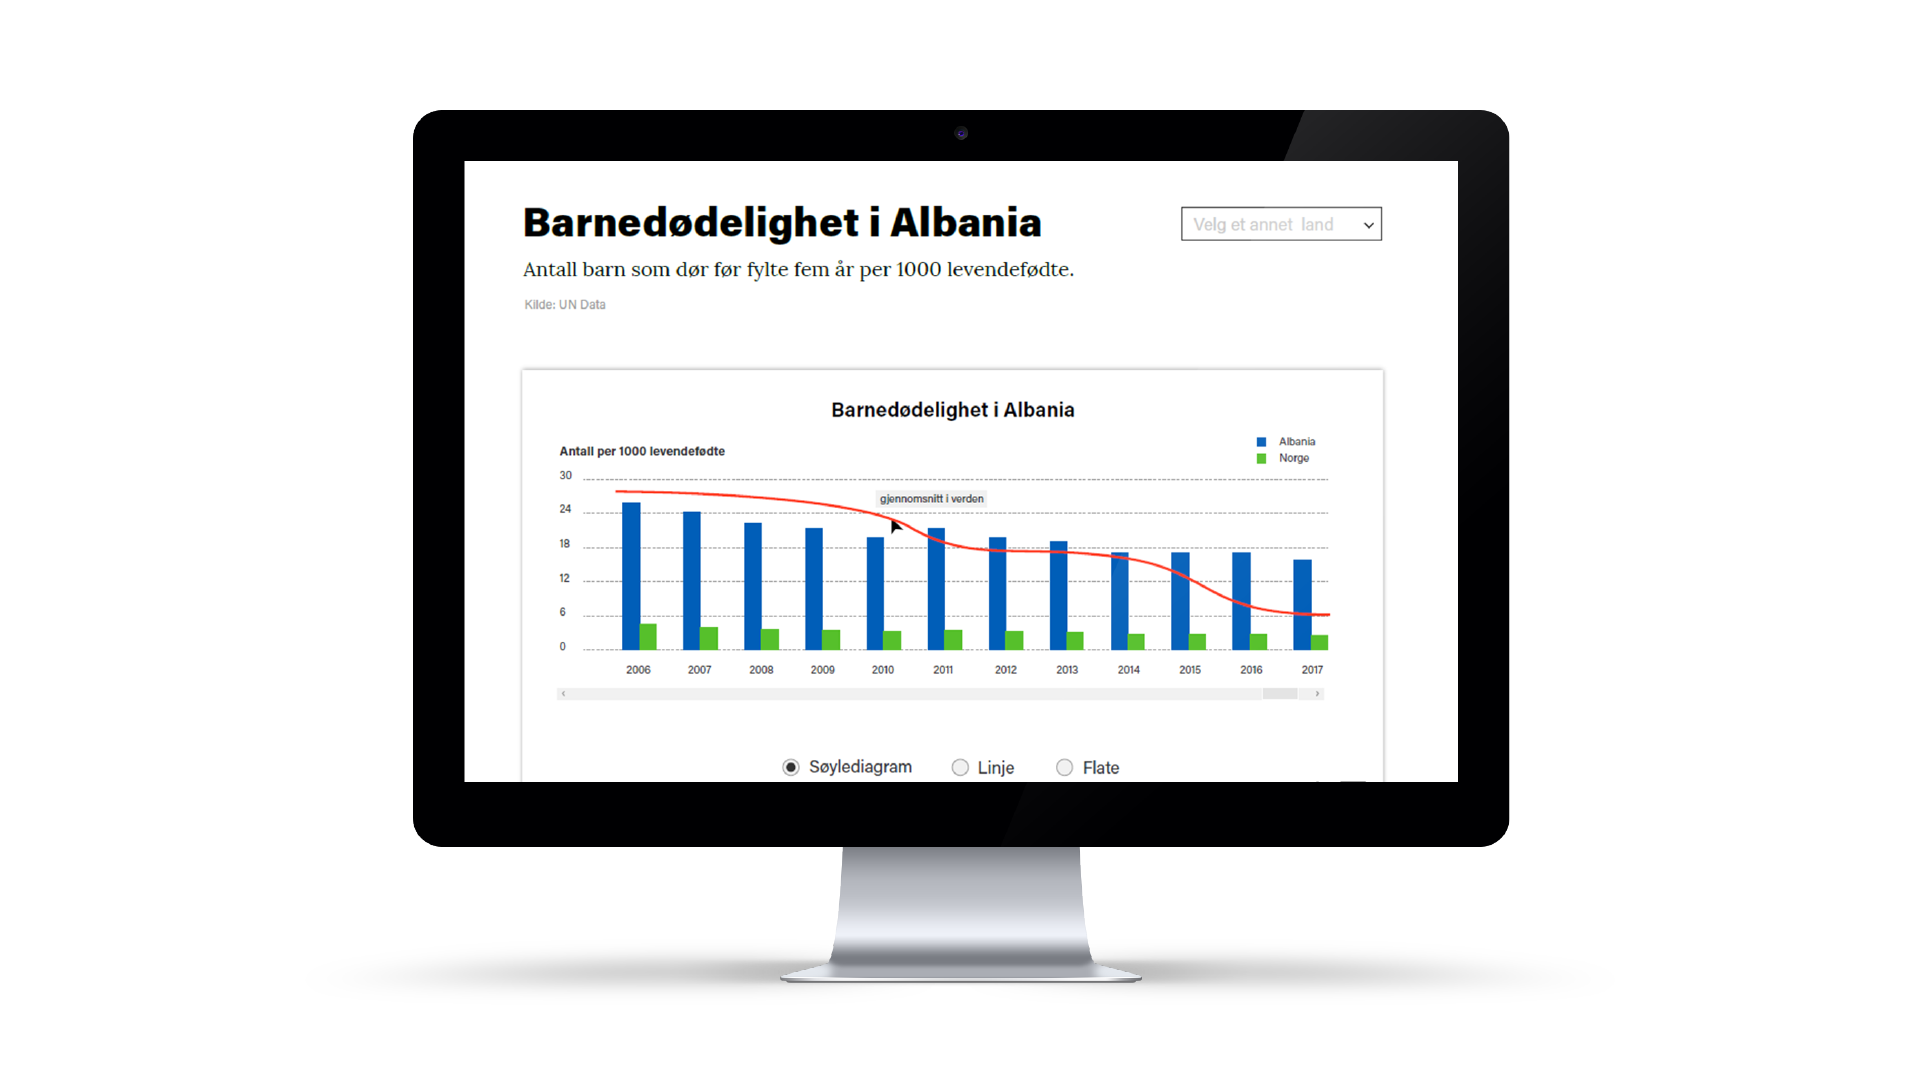 Barnedødelighet i Albania
Velg et annet land
Antall barn som dør før fylte fem år per 1000 levendefødte.
Kilde: UN Data
Barnedødelighet i Albania
Antall per 1000 levendefødte
Albania
Norge
30
gjennomsnitt i verden
24
18
12
6
0
2006 2007 2008 2009 2010 2011 2012 2013 2014 2015 2016 2017
Søylediagram Linje Flate